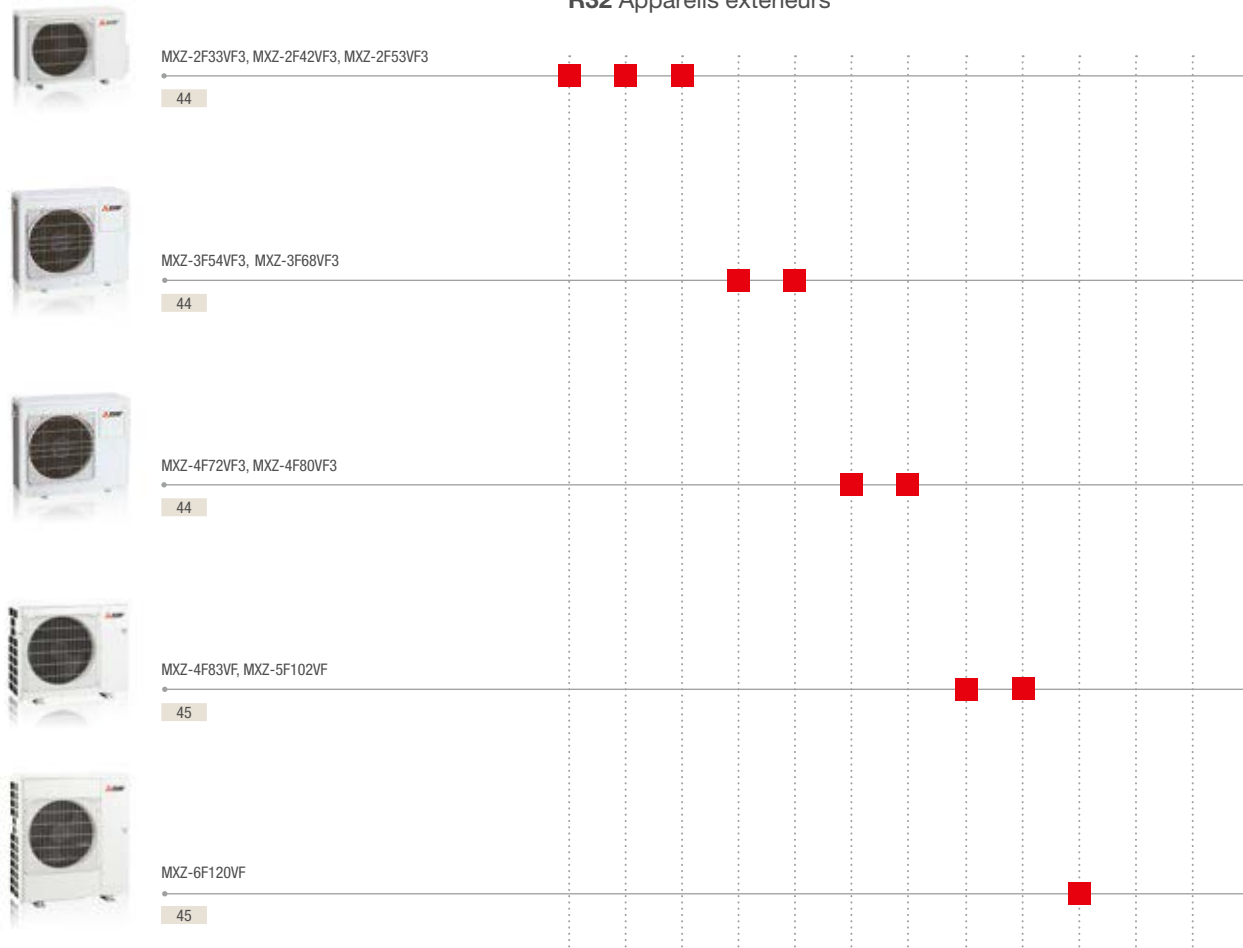 R32 Appareils extérieurs
MXZ-2F33VF3, MXZ-2F42VF3, MXZ-2F53VF3
44
MXZ-3F54VF3, MXZ-3F68VF3
44
MXZ-4F72VF3, MXZ-4F80VF3
44
MXZ-4F83VF, MXZ-5F102VF
45
MXZ-6F120VF
45